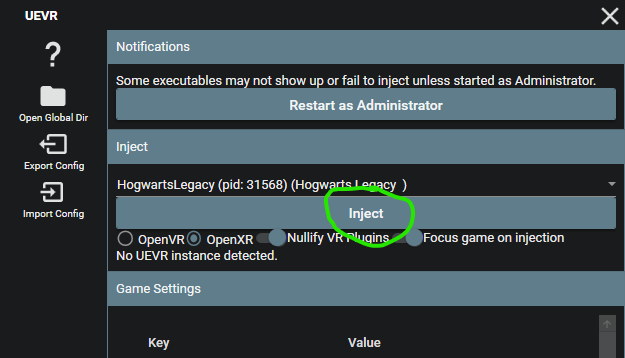 UEVR
Notifications
Some executables may not show up or fail to inject unless started as Administrator.
Restart as Administrator
Open Global Dir
Export Config
Import Config
Inject
HogwartsLegacy (pid: 31568) (Hogwarts Legacy )
Inject
OpenVR OpenXR Nullify VR Plugins Focus game on injection
No UEVR instance detected.
Game Settings
Key Value